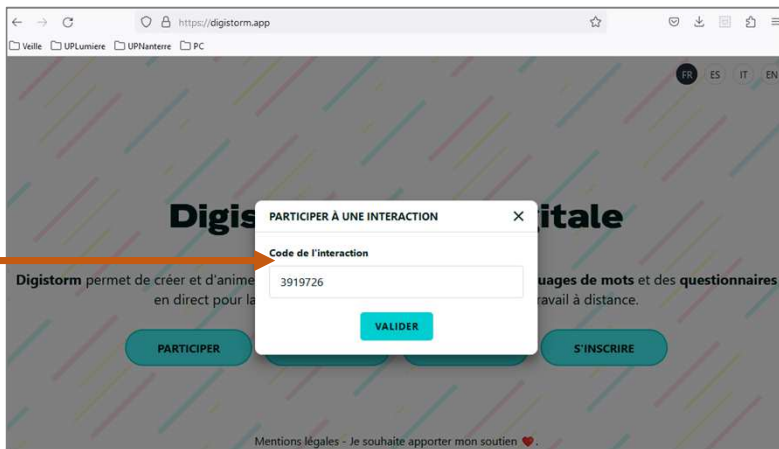 https://digistorm.app
Veille UPLumiere UPNanterre PC
FR ES IT EN
Digis itale
PARTICIPER À UNE INTERACTION
Code de l'interaction
3919726
VALIDER
Digistorm permet de créer et d'anime uages de mots et des questionnaires
en direct pour la ravail à distance.
PARTICIPER S'INSCRIRE
Mentions légales - Je souhaite apporter mon soutien ❤.